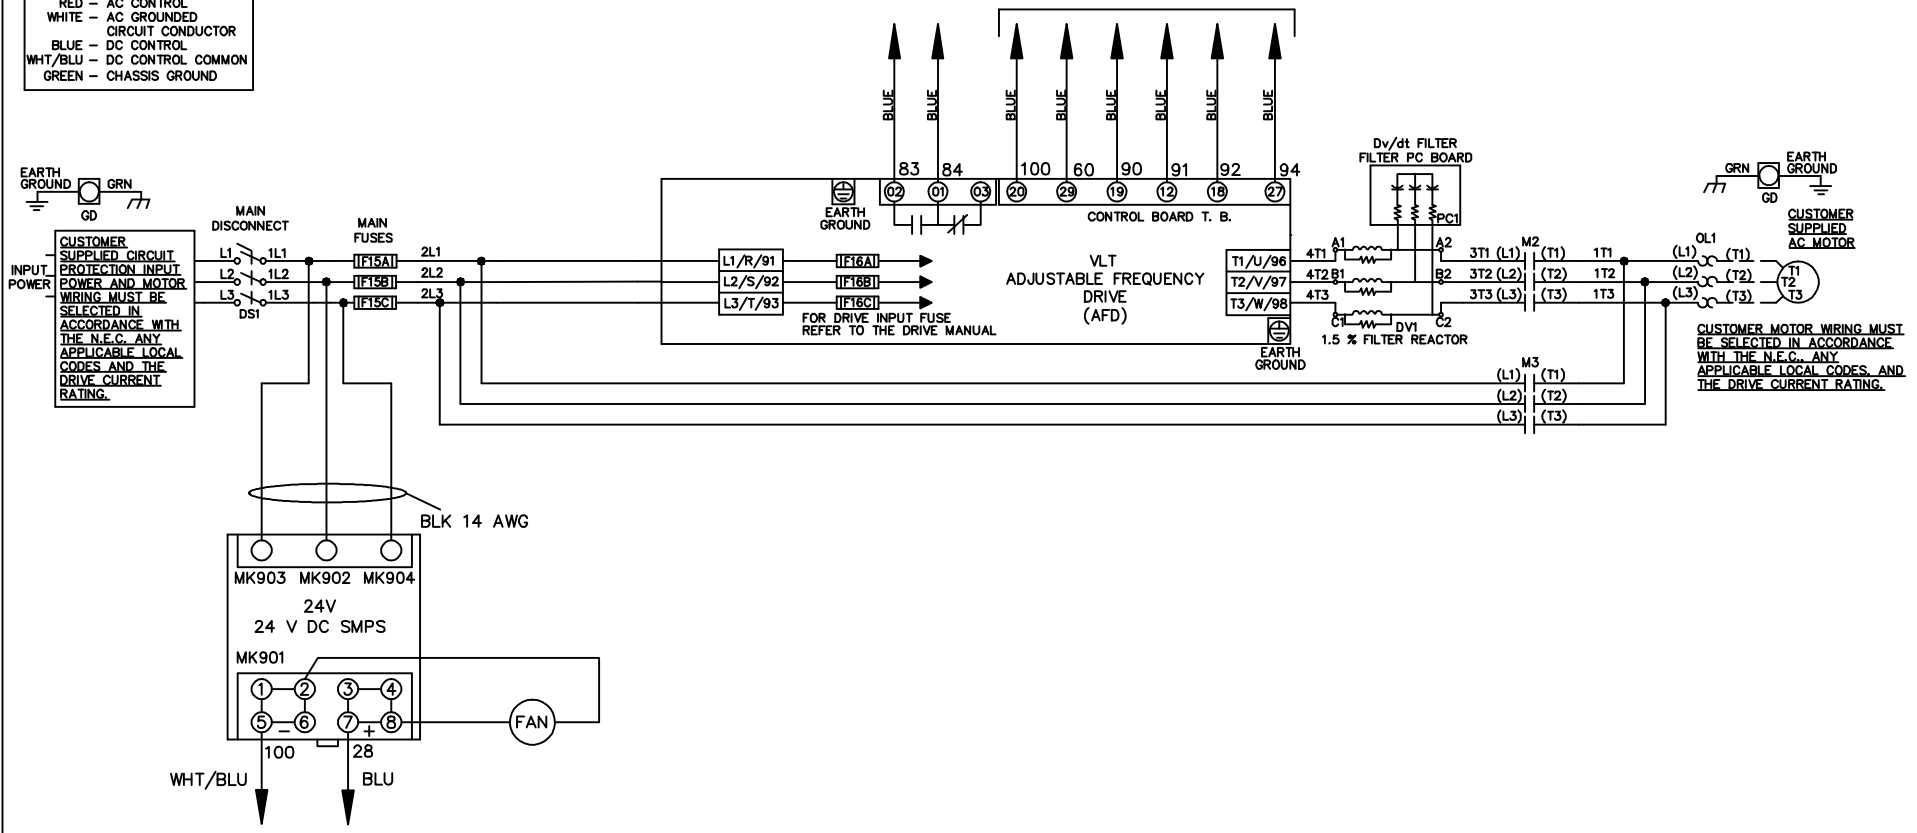 RED – AC CONTROL
WHITE – AC GROUNDED
CIRCUIT CONDUCTOR
BLUE – DC CONTROL
WHT/BLU – DC CONTROL COMMON
GREEN – CHASSIS GROUND
BLUE
BLUE
BLUE
BLUE
BLUE
BLUE
BLUE
BLUE
83
84
100
60
90
91
92
94
02
01
03
20
29
19
12
18
27
EARTH
GROUND
CONTROL BOARD T. B.
EARTH
GROUND
GRN
GD
MAIN
DISCONNECT
MAIN
FUSES
INPUT
POWER
CUSTOMER
SUPPLIED CIRCUIT
PROTECTION INPUT
POWER AND MOTOR
WIRING MUST BE
SELECTED IN
ACCORDANCE WITH
THE N.E.C. ANY
APPLICABLE LOCAL
CODES AND THE
DRIVE CURRENT
RATING.
L1
1L1
F15A
2L1
L2
1L2
F15B
2L2
L3
1L3
F15C
2L3
DS1
L1/R/91
F16A
L2/S/92
F16B
L3/T/93
F16C
FOR DRIVE INPUT FUSE
REFER TO THE DRIVE MANUAL
VLT
ADJUSTABLE FREQUENCY
DRIVE
(AFD)
T1/U/96
T2/V/97
T3/W/98
EARTH
GROUND
4T1
4T2
4T3
A1
A2
B1
B2
C1
C2
DV1
1.5 % FILTER REACTOR
Dv/dt FILTER
FILTER PC BOARD
PC1
M2
3T1 (L1) (T1) 1T1
3T2 (L2) (T2) 1T2
3T3 (L3) (T3) 1T3
M3
(L1) (T1)
(L2) (T2)
(L3) (T3)
OL1
(L1) (T1)
(L2) (T2)
(L3) (T3)
T1
T2
T3
GRN
EARTH
GROUND
GD
CUSTOMER
SUPPLIED
AC MOTOR
CUSTOMER MOTOR WIRING MUST
BE SELECTED IN ACCORDANCE
WITH THE N.E.C., ANY
APPLICABLE LOCAL CODES, AND
THE DRIVE CURRENT RATING.
BLK 14 AWG
MK903 MK902 MK904
24V
24 V DC SMPS
MK901
1 2 3 4
5 6 7 8
– +
FAN
100
28
WHT/BLU
BLU